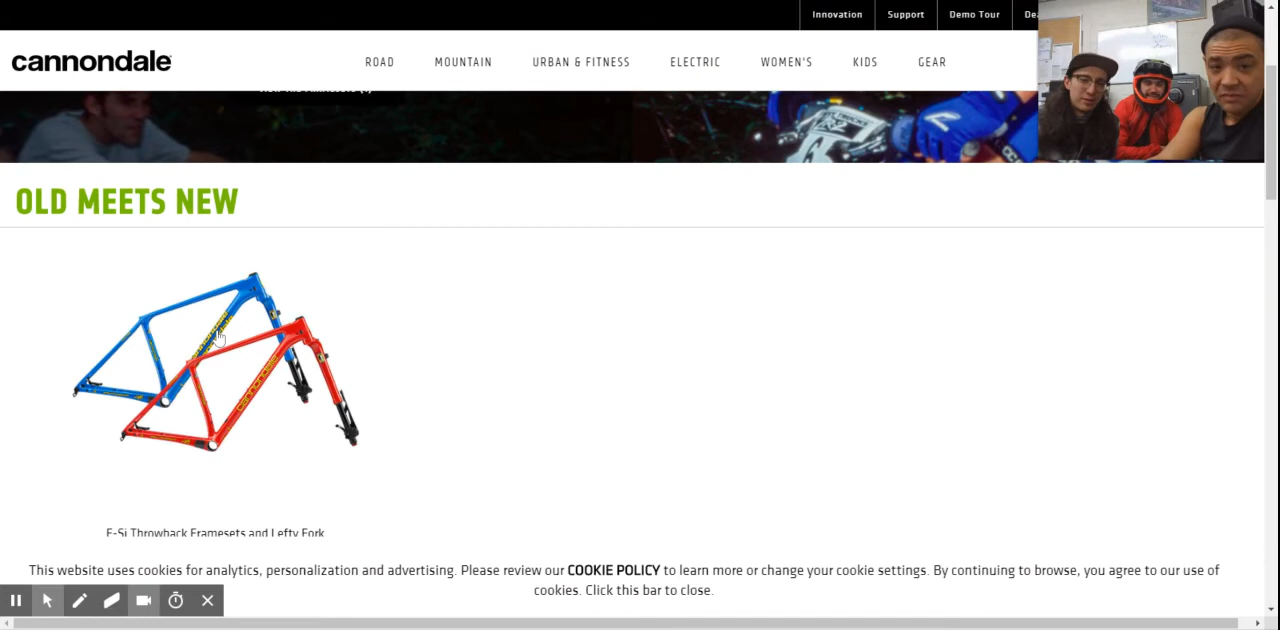 Innovation
Support
Demo Tour
cannondale
ROAD
MOUNTAIN
URBAN & FITNESS
ELECTRIC
WOMEN'S
KIDS
GEAR
OLD MEETS NEW
cannondale
F-Si Throwback Framesets and Lefty Fork
This website uses cookies for analytics, personalization and advertising. Please review our COOKIE POLICY to learn more or change your cookie settings. By continuing to browse, you agree to our use of
cookies. Click this bar to close.